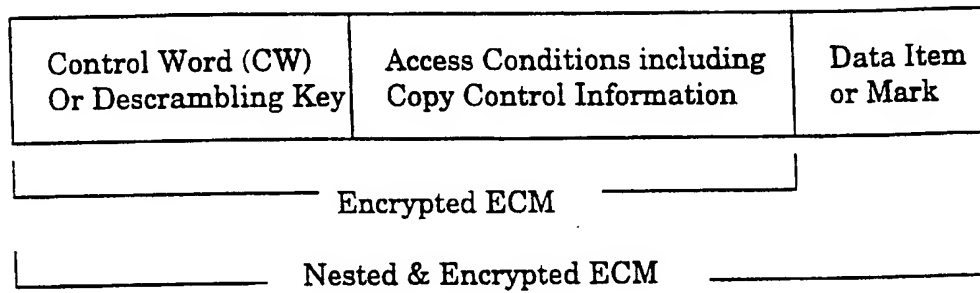 Control Word (CW)
Or Descrambling Key
Access Conditions including
Copy Control Information
Data Item
or Mark
Encrypted ECM
Nested & Encrypted ECM